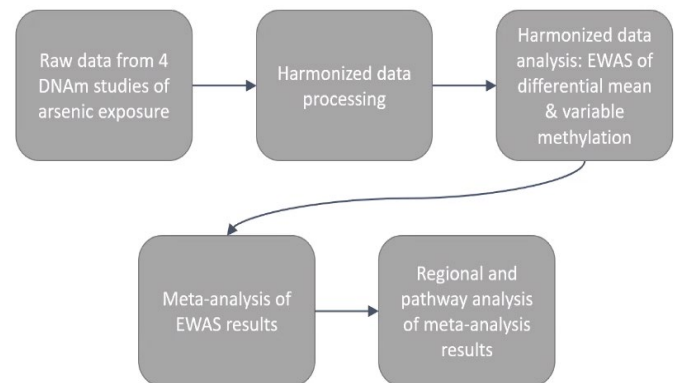 Raw data from 4
DNAm studies of
arsenic exposure
Harmonized data
processing
Harmonized data
analysis: EWAS of
differential mean
& variable
methylation
Meta-analysis of
EWAS results
Regional and
pathway analysis
of meta-analysis
results